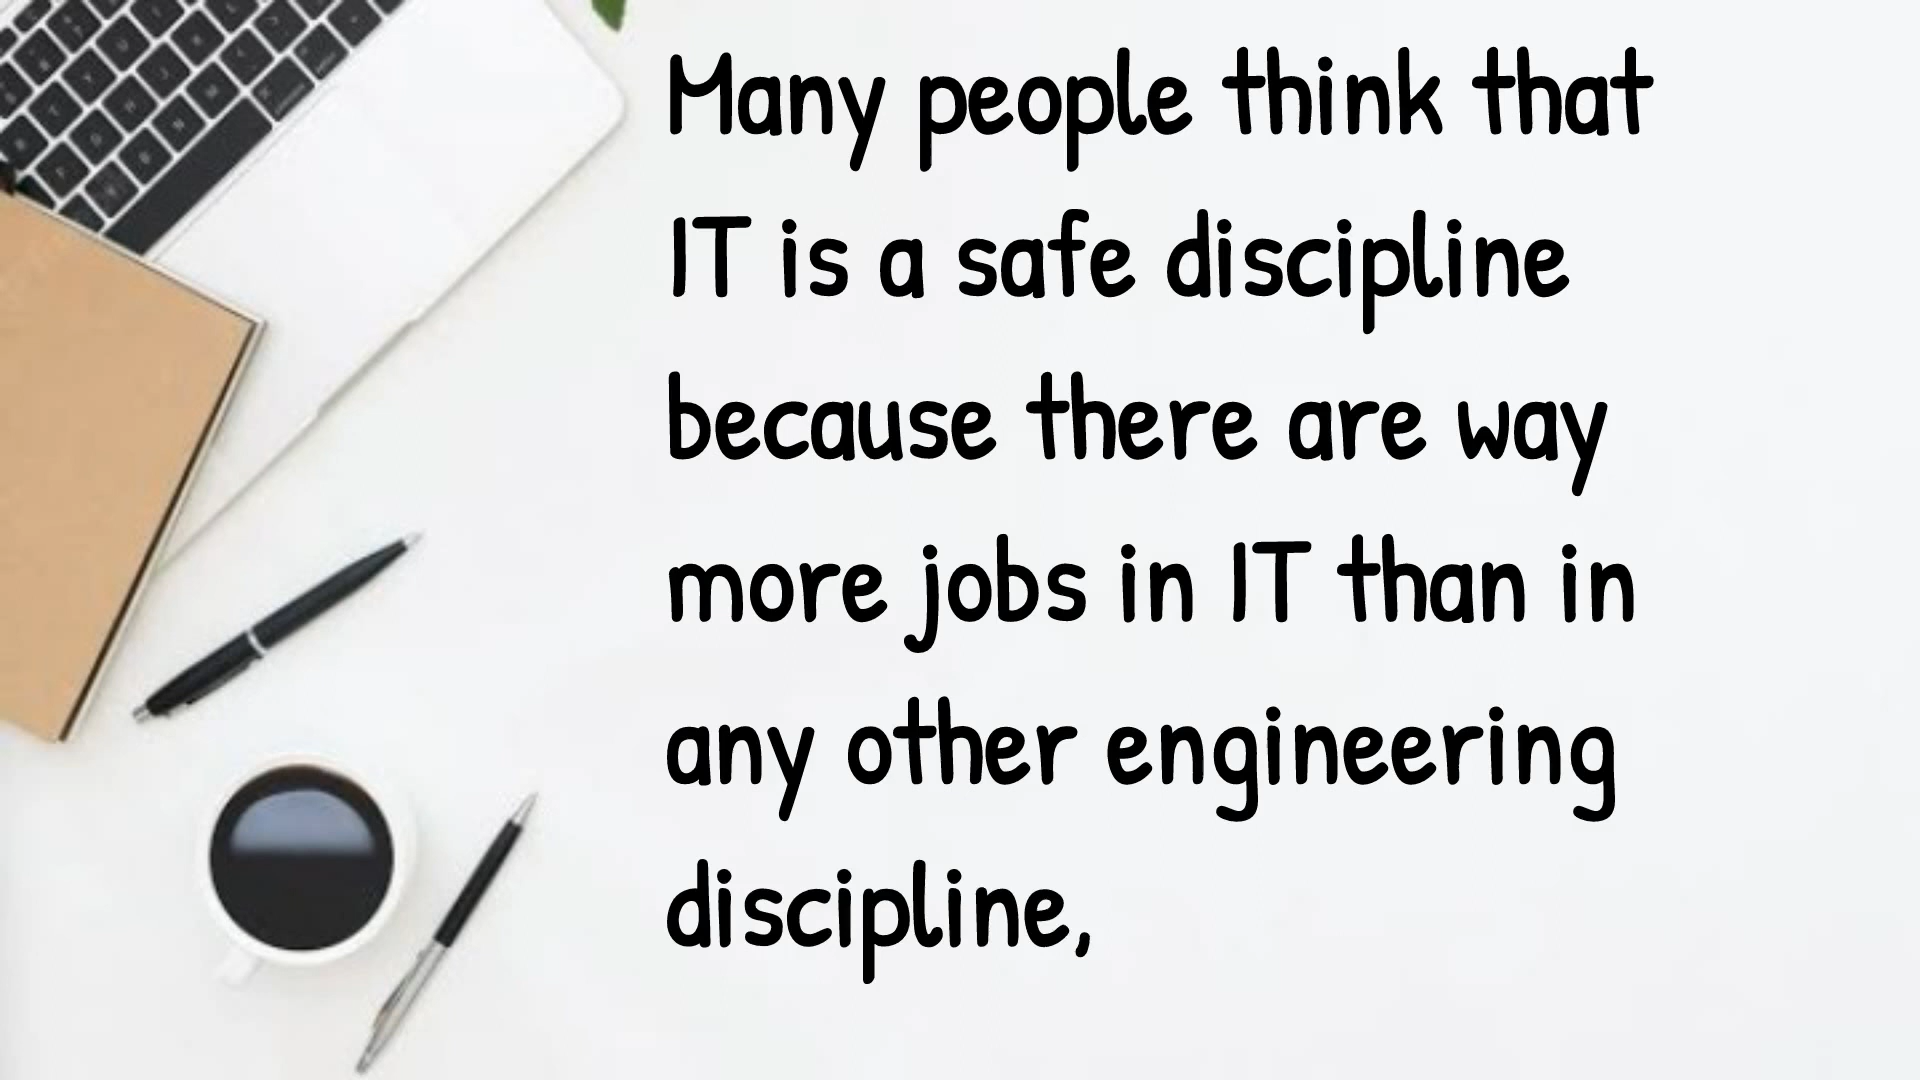 Many people think that
IT is a safe discipline
because there are way
more jobs in IT than in
any other engineering
discipline,